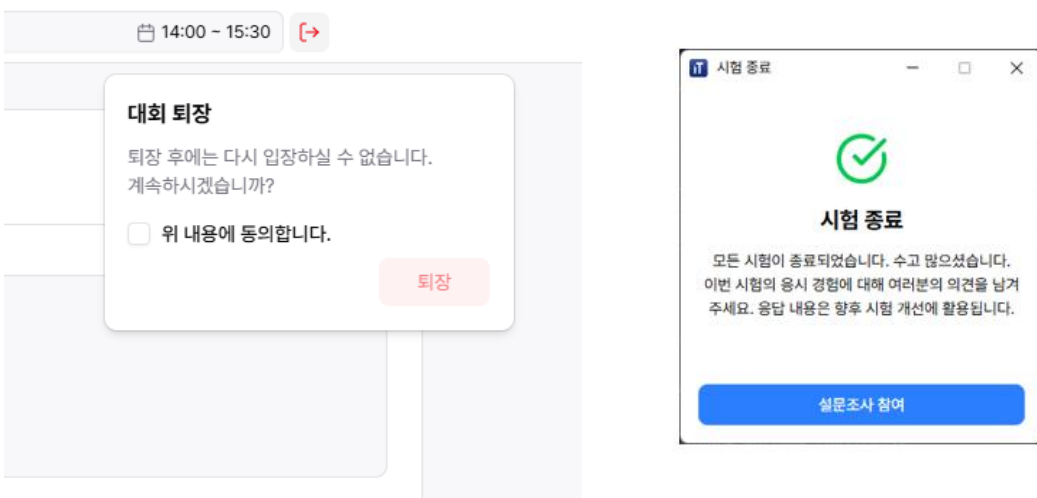 14:00 ~ 15:30
대회 퇴장
퇴장 후에는 다시 입장하실 수 없습니다.
계속하시겠습니까?
위 내용에 동의합니다.
퇴장
iT 시험 종료
시험 종료
모든 시험이 종료되었습니다. 수고 많으셨습니다.
이번 시험의 응시 경험에 대해 여러분의 의견을 남겨
주세요. 응답 내용은 향후 시험 개선에 활용됩니다.
설문조사 참여